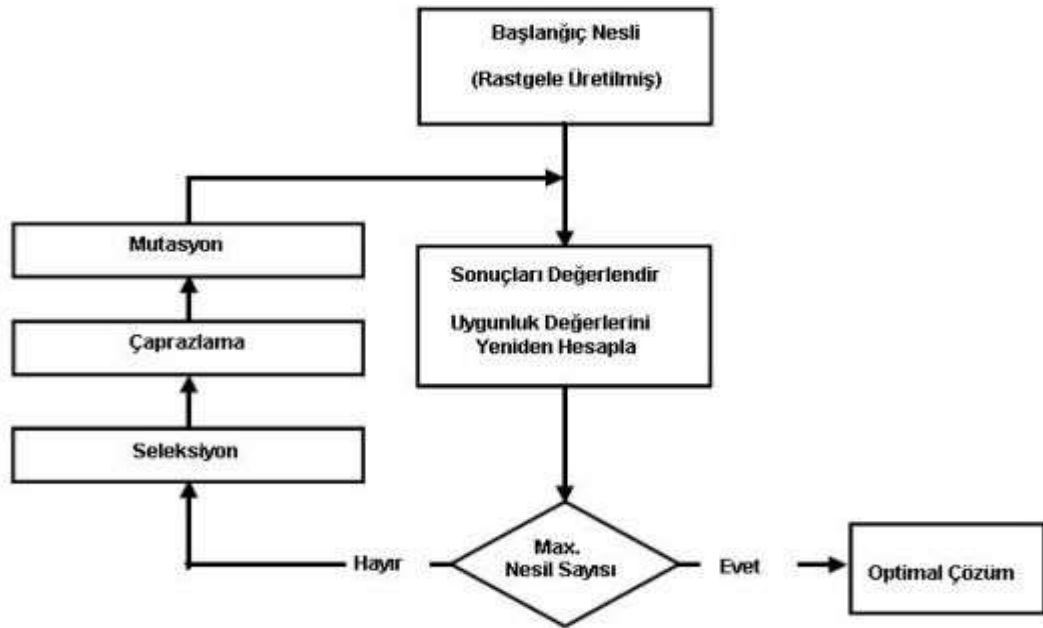 Başlanğıç Nesli
(Rastgele Üretilmiş)
Mutasyon
Sonuçları Değerlendir
Uygunluk Değerlerini
Yeniden Hesapla
Çaprazlama
Seleksiyon
Max.
Nesil Sayısı
Hayır
Evet
Optimal Çözüm